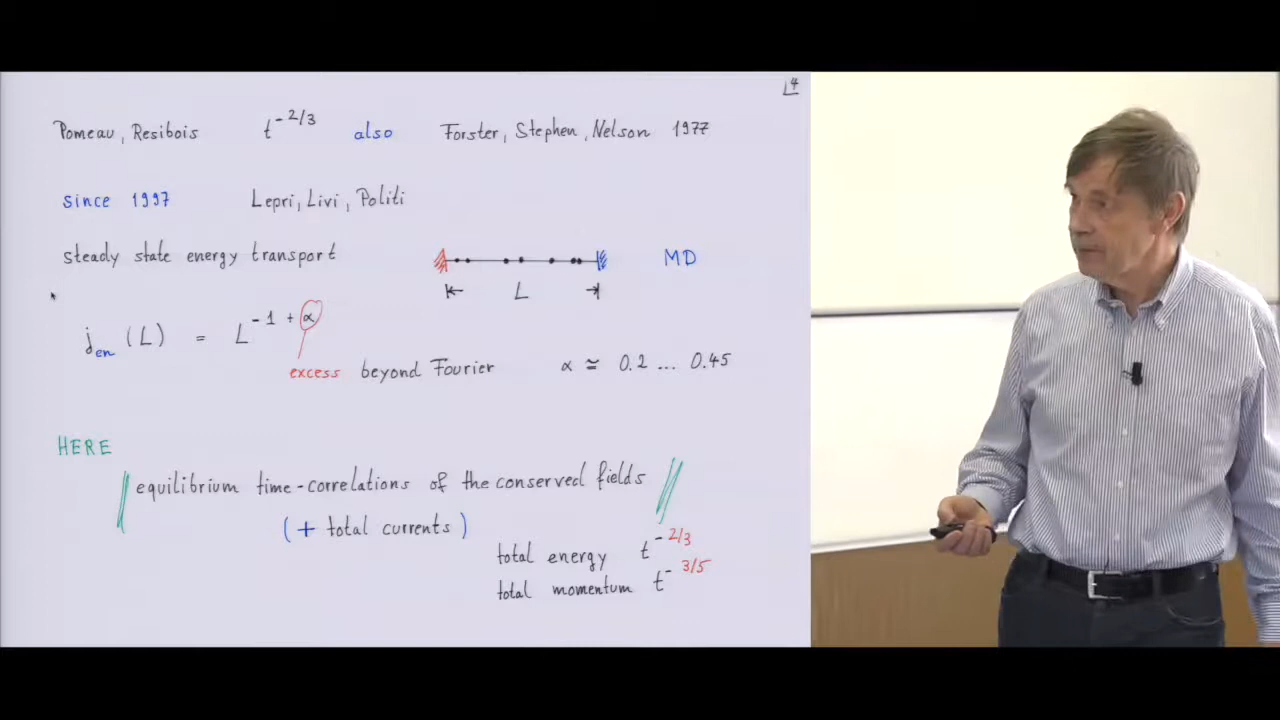 L4
Pomeau, Resibois t^{-2/3} also Forster, Stephen, Nelson 1977
since 1997 Lepri, Livi, Politi
steady state energy transport MD
L
j_{en} (L) = L^{-1 + α}
excess beyond Fourier α ≃ 0.2 ... 0.45
HERE
equilibrium time-correlations of the conserved fields
(+ total currents)
total energy t^{-2/3}
total momentum t^{-3/5}